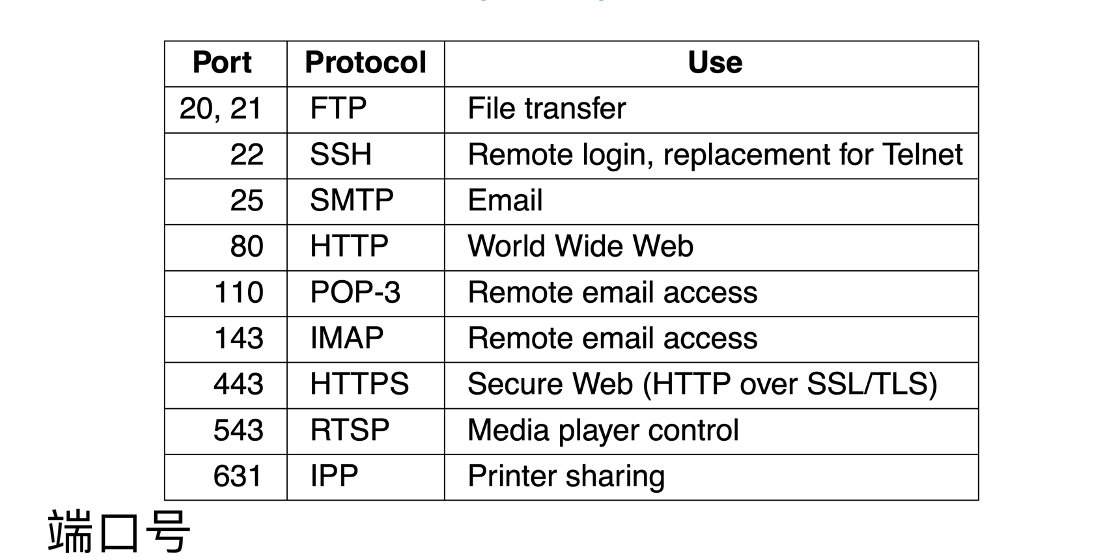 Port Protocol Use
20, 21 FTP File transfer
22 SSH Remote login, replacement for Telnet
25 SMTP Email
80 HTTP World Wide Web
110 POP-3 Remote email access
143 IMAP Remote email access
443 HTTPS Secure Web (HTTP over SSL/TLS)
543 RTSP Media player control
631 IPP Printer sharing
端口号